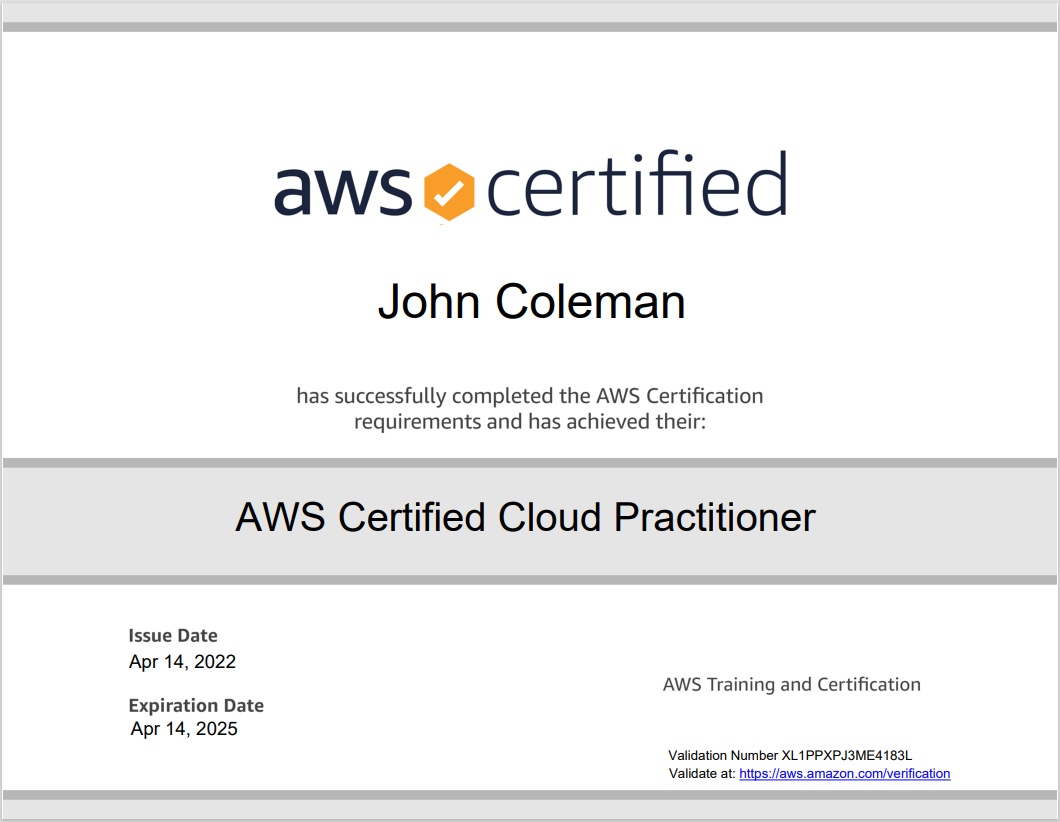 aws certified
John Coleman
has successfully completed the AWS Certification
requirements and has achieved their:
AWS Certified Cloud Practitioner
Issue Date
Apr 14, 2022
Expiration Date
Apr 14, 2025
AWS Training and Certification
Validation Number XL1PPXPJ3ME4183L
Validate at: https://aws.amazon.com/verification